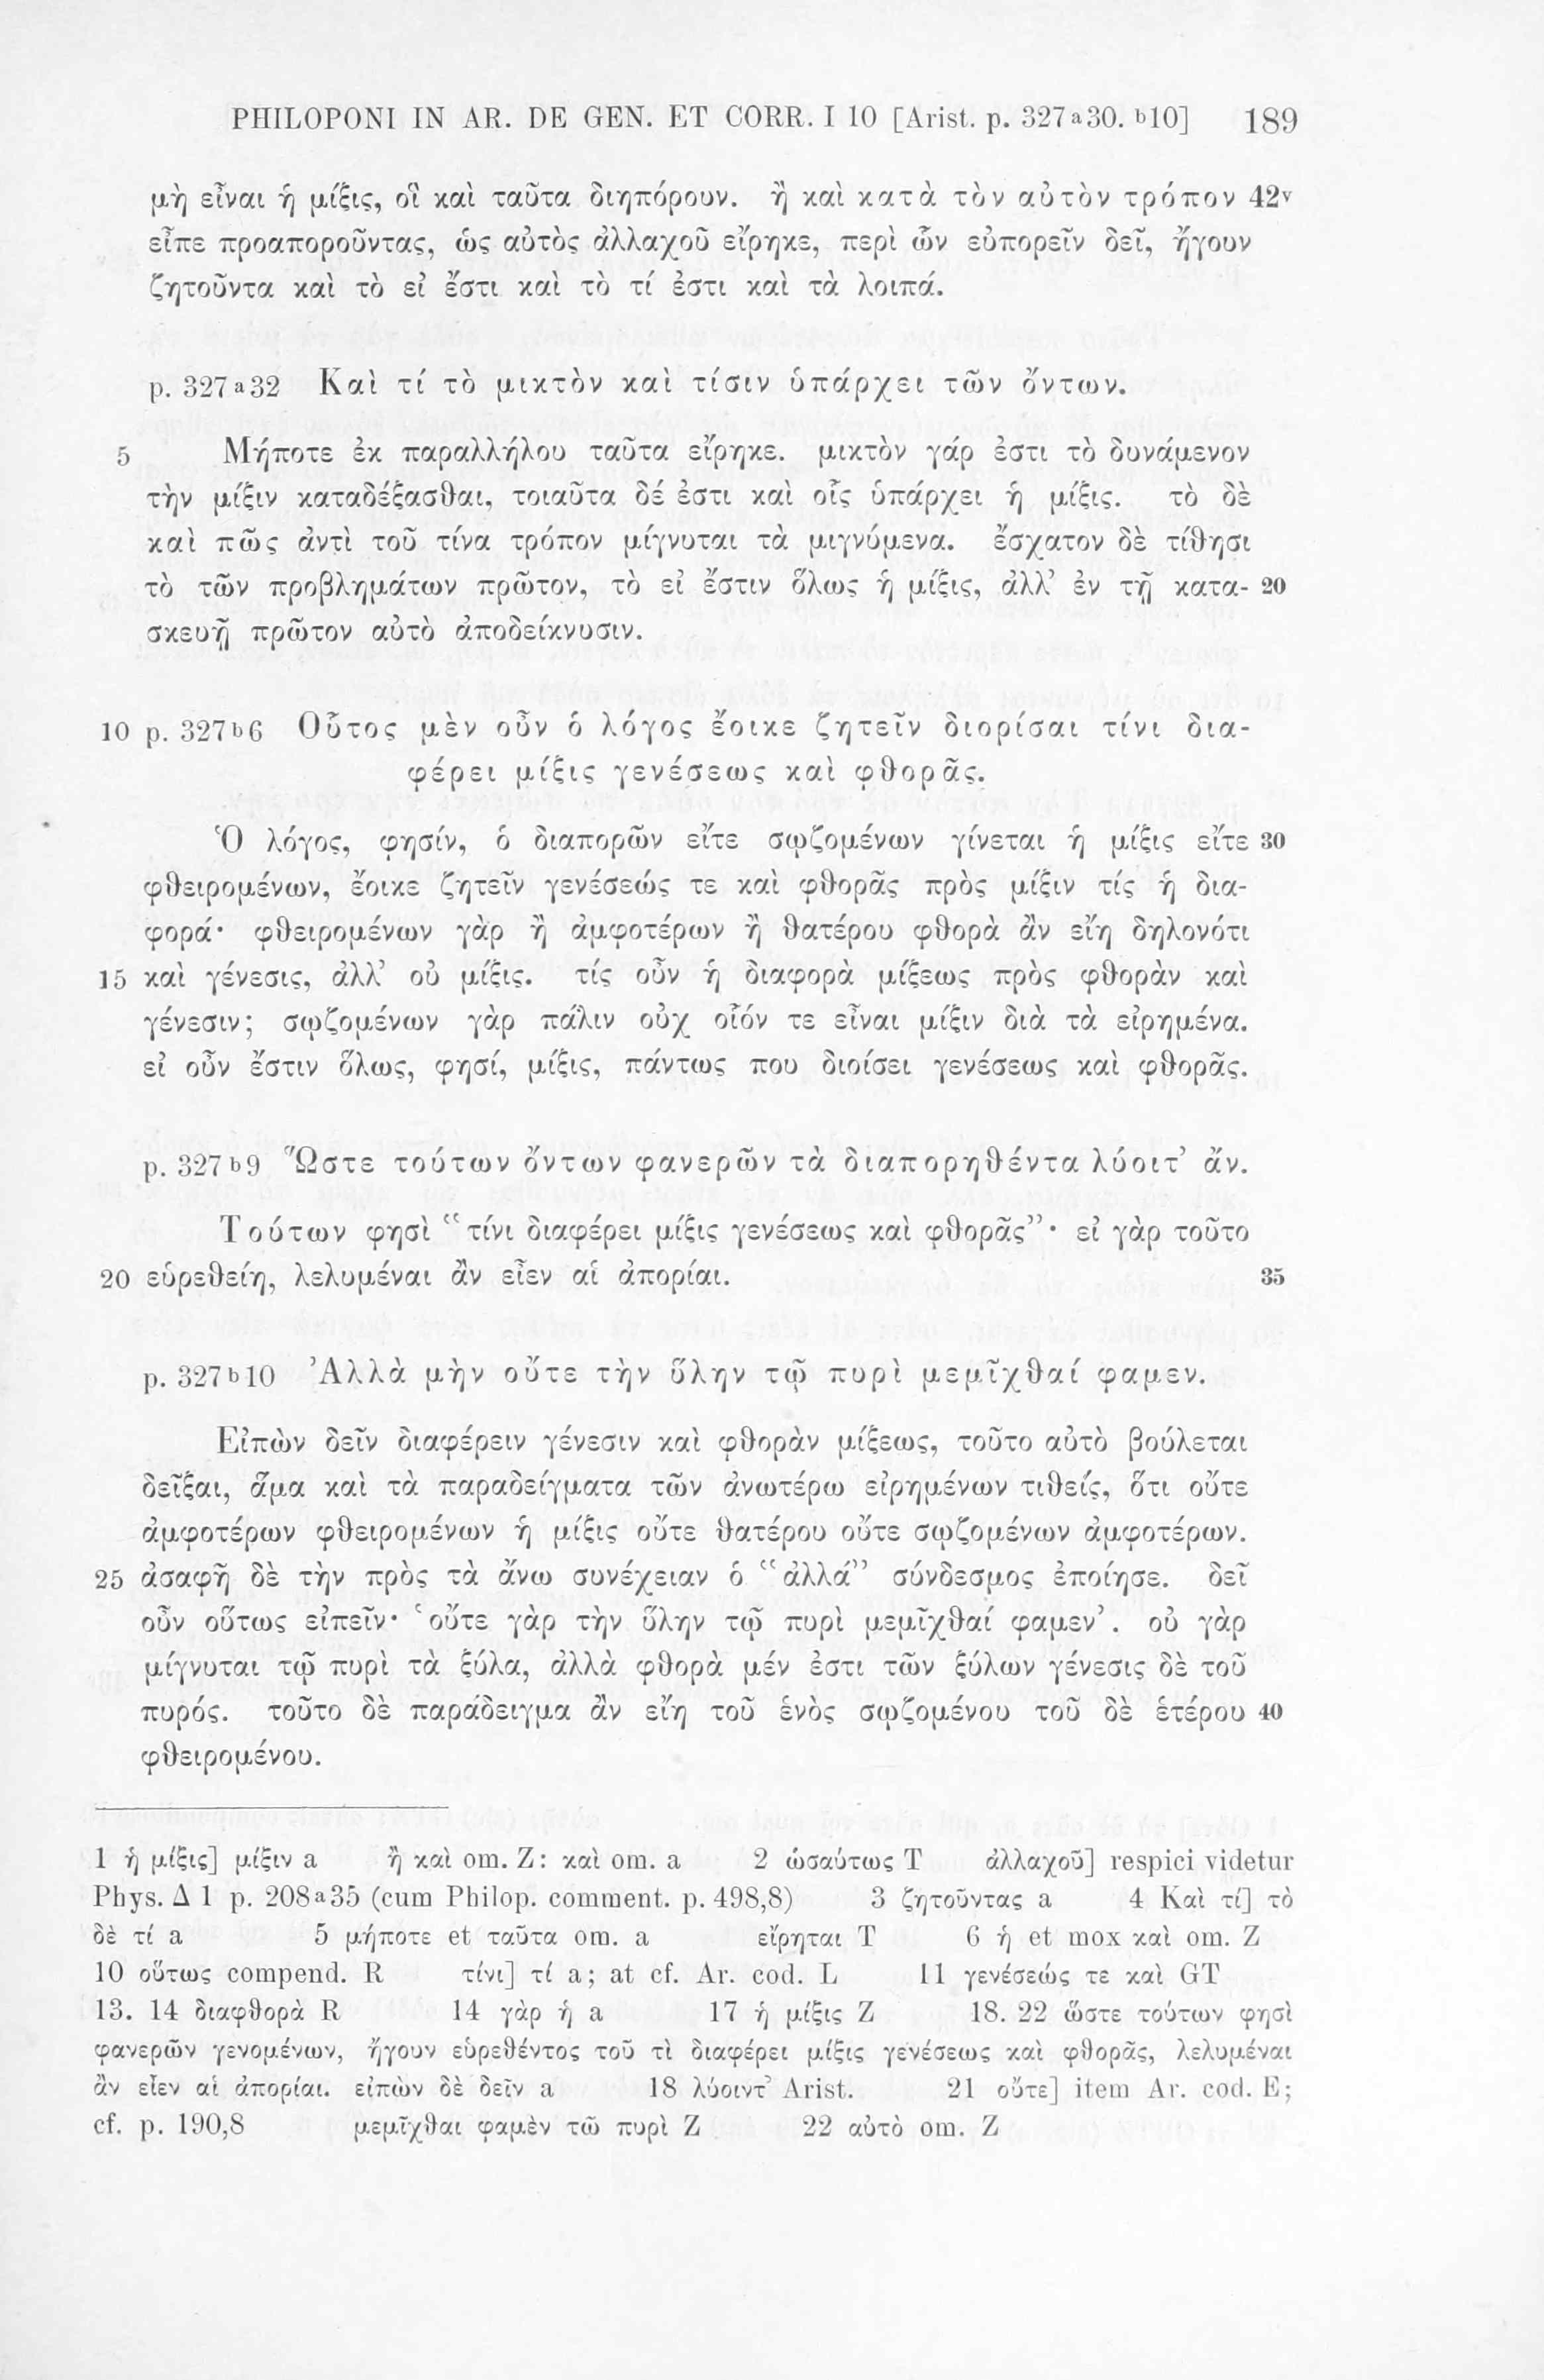 PHILOPONI IN AR. DE GEN. ET CORR. I 10 [Arist. p. 327a30. b10] 189
μὴ εἶναι ἡ μίξις, οἳ καὶ ταῦτα διηπόρουν. ἢ καὶ κατὰ τὸν αὐτὸν τρόπον 42v
εἶπε προαποροῦντας, ὡς αὐτὸς ἀλλαχοῦ εἴρηκε, περὶ ὧν εὐπορεῖν δεῖ, ἤγουν
ζητοῦντα καὶ τὸ εἰ ἔστι καὶ τὸ τί ἐστι καὶ τὰ λοιπά.
p. 327a32 Καὶ τί τὸ μικτὸν καὶ τίσιν ὑπάρχει τῶν ὄντων.
5 Μήποτε ἐκ παραλλήλου ταῦτα εἴρηκε. μικτὸν γάρ ἐστι τὸ δυνάμενον
τὴν μίξιν καταδέξασθαι, τοιαῦτα δέ ἐστι καὶ οἷς ὑπάρχει ἡ μίξις. τὸ δὲ
καὶ πῶς ἀντὶ τοῦ τίνα τρόπον μίγνυται τὰ μιγνύμενα. ἔσχατον δὲ τίθησι
τὸ τῶν προβλημάτων πρῶτον, τὸ εἰ ἔστιν ὅλως ἡ μίξις, ἀλλ’ ἐν τῇ κατα- 20
σκευῇ πρῶτον αὐτὸ ἀποδείκνυσιν.
10 p. 327b6 Οὗτος μὲν οὖν ὁ λόγος ἔοικε ζητεῖν διορίσαι τίνι δια-
φέρει μίξις γενέσεως καὶ φθορᾶς.
Ὁ λόγος, φησίν, ὁ διαπορῶν εἴτε σῳζομένων γίνεται ἡ μίξις εἴτε 30
φθειρομένων, ἔοικε ζητεῖν γενέσεώς τε καὶ φθορᾶς πρὸς μίξιν τίς ἡ δια-
φορά· φθειρομένων γὰρ ἢ ἀμφοτέρων ἢ θατέρου φθορὰ ἂν εἴη δηλονότι
15 καὶ γένεσις, ἀλλ’ οὐ μίξις. τίς οὖν ἡ διαφορὰ μίξεως πρὸς φθορὰν καὶ
γένεσιν; σῳζομένων γὰρ πάλιν οὐχ οἷόν τε εἶναι μίξιν διὰ τὰ εἰρημένα.
εἰ οὖν ἔστιν ὅλως, φησί, μίξις, πάντως που διοίσει γενέσεως καὶ φθορᾶς.
p. 327b9 Ὥστε τούτων ὄντων φανερῶν τὰ διαπορηθέντα λύοιτ’ ἄν.
Τούτων φησὶ “τίνι διαφέρει μίξις γενέσεως καὶ φθορᾶς”· εἰ γὰρ τοῦτο
20 εὑρεθείη, λελυμέναι ἂν εἶεν αἱ ἀπορίαι. 35
p. 327b10 Ἀλλὰ μὴν οὔτε τὴν ὕλην τῷ πυρὶ μεμῖχθαί φαμεν.
Εἰπὼν δεῖν διαφέρειν γένεσιν καὶ φθορὰν μίξεως, τοῦτο αὐτὸ βούλεται
δεῖξαι, ἅμα καὶ τὰ παραδείγματα τῶν ἀνωτέρω εἰρημένων τιθείς, ὅτι οὔτε
ἀμφοτέρων φθειρομένων ἡ μίξις οὔτε θατέρου οὔτε σῳζομένων ἀμφοτέρων.
25 ἀσαφῆ δὲ τὴν πρὸς τὰ ἄνω συνέχειαν ὁ “ἀλλά” σύνδεσμος ἐποίησε. δεῖ
οὖν οὕτως εἰπεῖν· ‘οὔτε γὰρ τὴν ὕλην τῷ πυρὶ μεμῖχθαί φαμεν’. οὐ γὰρ
μίγνυται τῷ πυρὶ τὰ ξύλα, ἀλλὰ φθορὰ μέν ἐστι τῶν ξύλων γένεσις δὲ τοῦ
πυρός. τοῦτο δὲ παράδειγμα ἂν εἴη τοῦ ἑνὸς σῳζομένου τοῦ δὲ ἑτέρου 40
φθειρομένου.
1 ἡ μίξις] μίξιν a ἢ καὶ om. Z: καὶ om. a 2 ὡσαύτως T ἀλλαχοῦ] respici videtur
Phys. Δ 1 p. 208a35 (cum Philop. comment. p. 498,8) 3 ζητοῦντας a 4 Καὶ τί] τὸ
δὲ τί a 5 μήποτε et ταῦτα om. a εἴρηται T 6 ἡ et mox καὶ om. Z
10 οὕτως compend. R τίνι] τί a; at cf. Ar. cod. L 11 γενέσεώς τε καὶ GT
13. 14 διαφθορὰ R 14 γὰρ ἡ a 17 ἡ μίξις Z 18. 22 ὥστε τούτων φησὶ
φανερῶν γενομένων, ἤγουν εὑρεθέντος τοῦ τὶ διαφέρει μίξις γενέσεως καὶ φθορᾶς, λελυμέναι
ἂν εἶεν αἱ ἀπορίαι. εἰπὼν δὲ δεῖν a 18 λύοιντ’ Arist. 21 οὔτε] item Ar. cod. E;
cf. p. 190,8 μεμῖχθαι φαμὲν τῶ πυρὶ Z 22 αὐτὸ om. Z